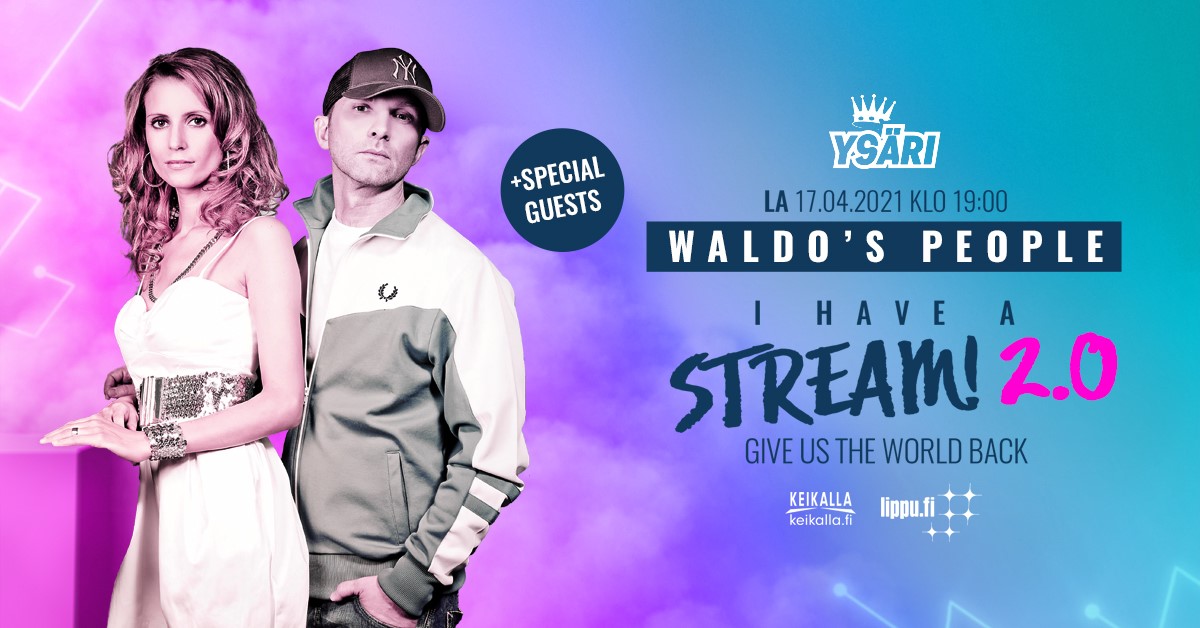 NY
+SPECIAL
GUESTS
YSÄRI
LA 17.04.2021 KLO 19:00
WALDO'S PEOPLE
I HAVE A
STREAM! 2.0
GIVE US THE WORLD BACK
KEIKALLA
keikalla.fi
lippu.fi